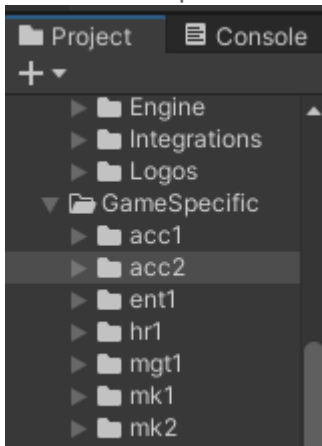 Project Console
Engine
Integrations
Logos
GameSpecific
acc1
acc2
ent1
hr1
mgt1
mk1
mk2